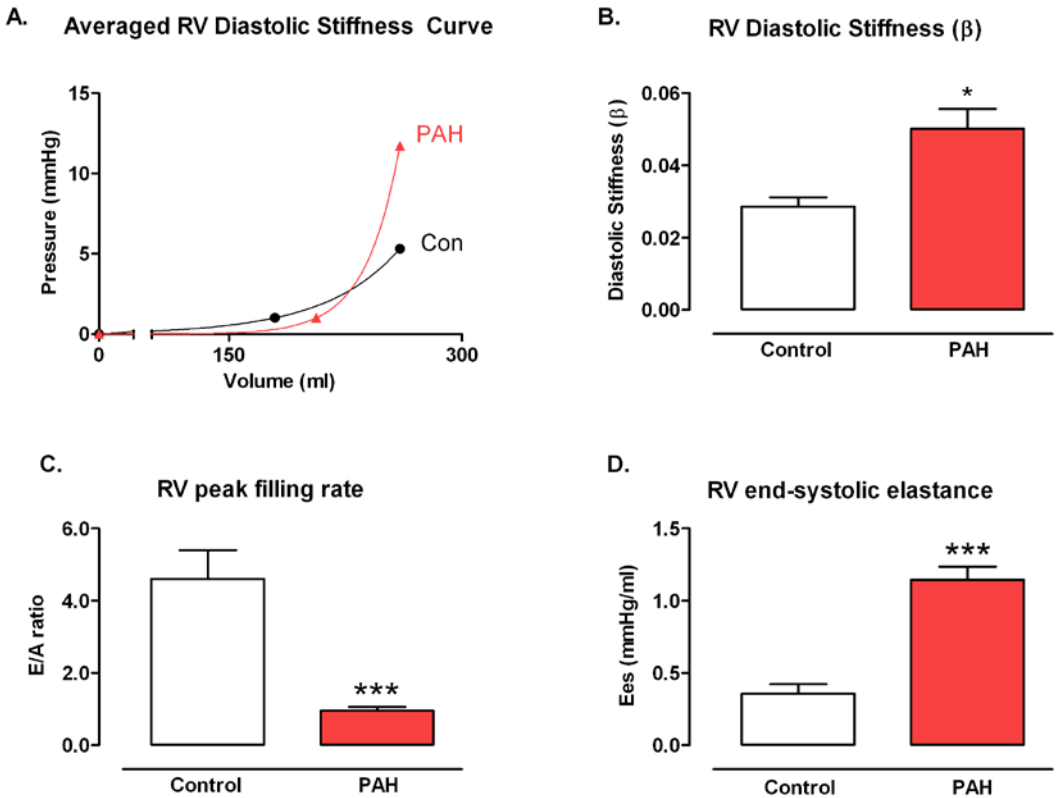 A.
Averaged RV Diastolic Stiffness Curve
15
10
5
0
Pressure (mmHg)
PAH
Con
0
150
300
Volume (ml)
B.
RV Diastolic Stiffness (β)
0.06
0.04
0.02
0.00
Diastolic Stiffness (β)
*
Control
PAH
C.
RV peak filling rate
6.0
4.0
2.0
0.0
E/A ratio
***
Control
PAH
D.
RV end-systolic elastance
1.5
1.0
0.5
0.0
Ees (mmHg/ml)
***
Control
PAH